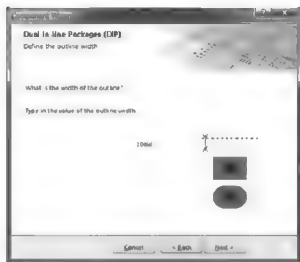 Dual In Line Packages (DIP)
Define the outline width
What is the width of the outline?
Type in the value of the outline width
10mil
Cancel
< Back
Next >